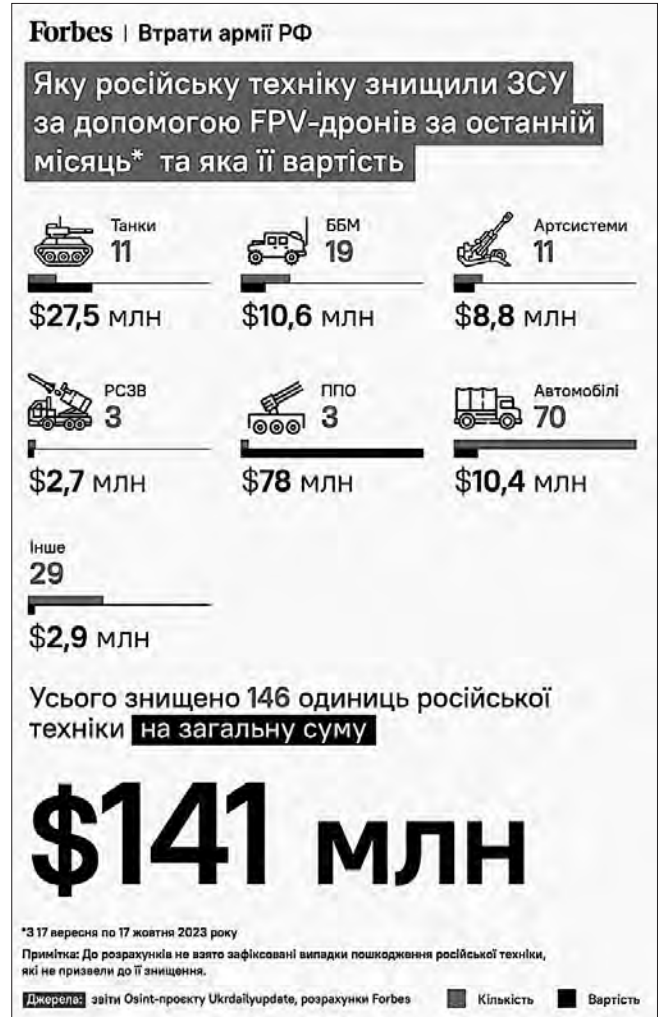 Forbes | Втрати армії РФ
Яку російську техніку знищили ЗСУ
за допомогою FPV-дронів за останній
місяць* та яка її вартість
Танки
11
$27,5 млн
ББМ
19
$10,6 млн
Артсистеми
11
$8,8 млн
РСЗВ
3
$2,7 млн
ППО
3
$78 млн
Автомобілі
70
$10,4 млн
Інше
29
$2,9 млн
Усього знищено 146 одиниць російської
техніки на загальну суму
$141 млн
*З 17 вересня по 17 жовтня 2023 року
Примітка: До розрахунків не взято зафіксовані випадки пошкодження російської техніки,
які не призвели до її знищення.
Джерела: звіти Osint-проєкту Ukrdailyupdate, розрахунки Forbes
Кількість
Вартість